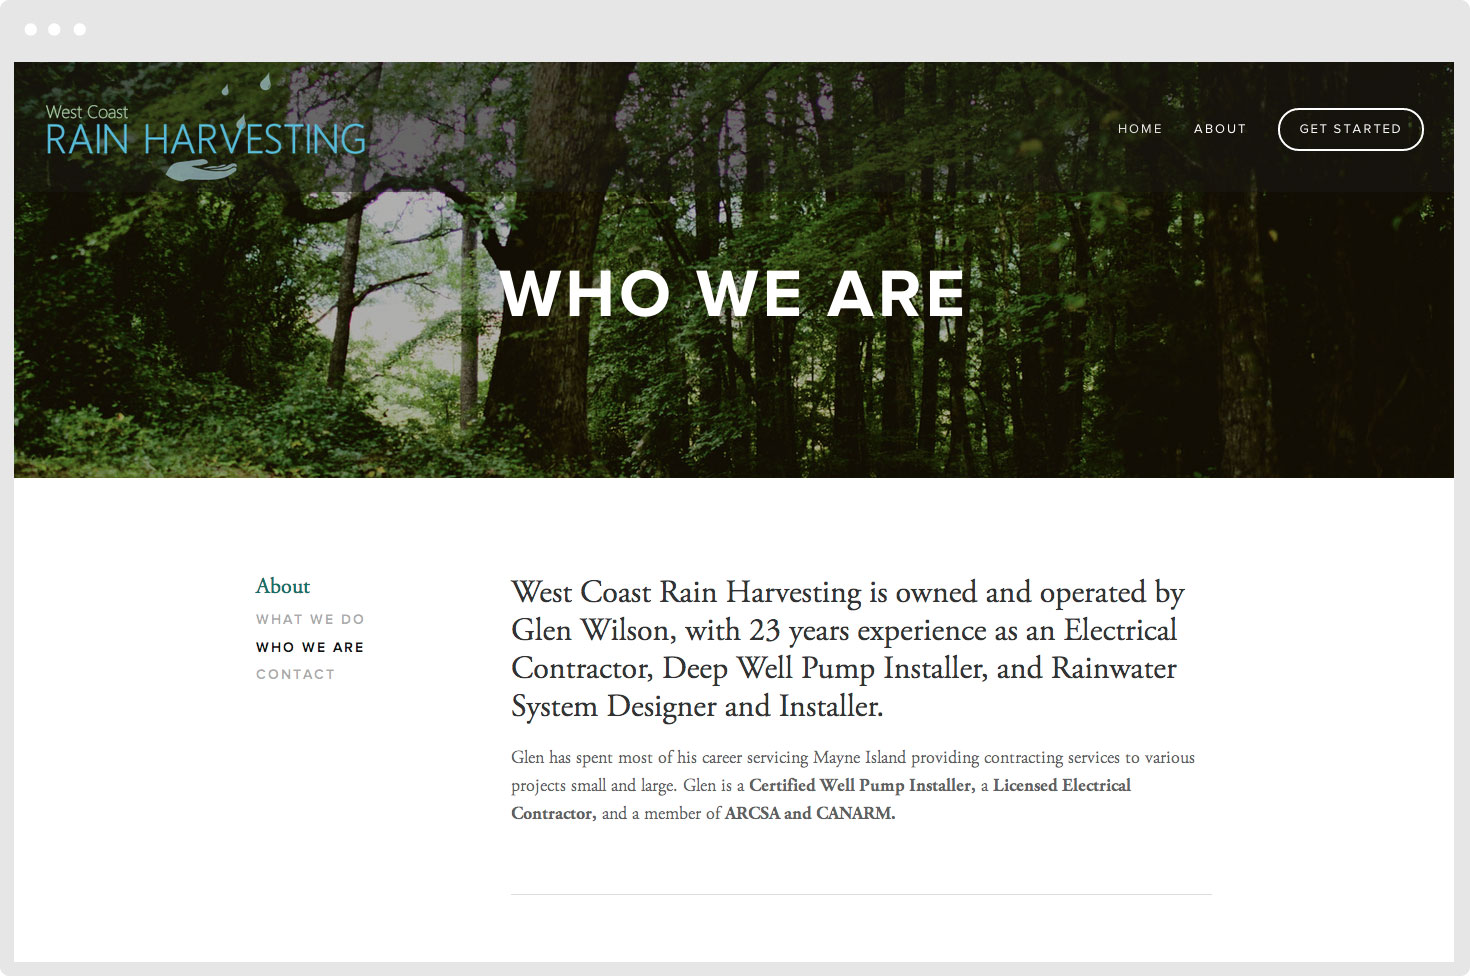 West Coast
RAIN HARVESTING
HOME
ABOUT
GET STARTED
WHO WE ARE
About
WHAT WE DO
WHO WE ARE
CONTACT
West Coast Rain Harvesting is owned and operated by
Glen Wilson, with 23 years experience as an Electrical
Contractor, Deep Well Pump Installer, and Rainwater
System Designer and Installer.
Glen has spent most of his career servicing Mayne Island providing contracting services to various
projects small and large. Glen is a Certified Well Pump Installer, a Licensed Electrical
Contractor, and a member of ARCSA and CANARM.